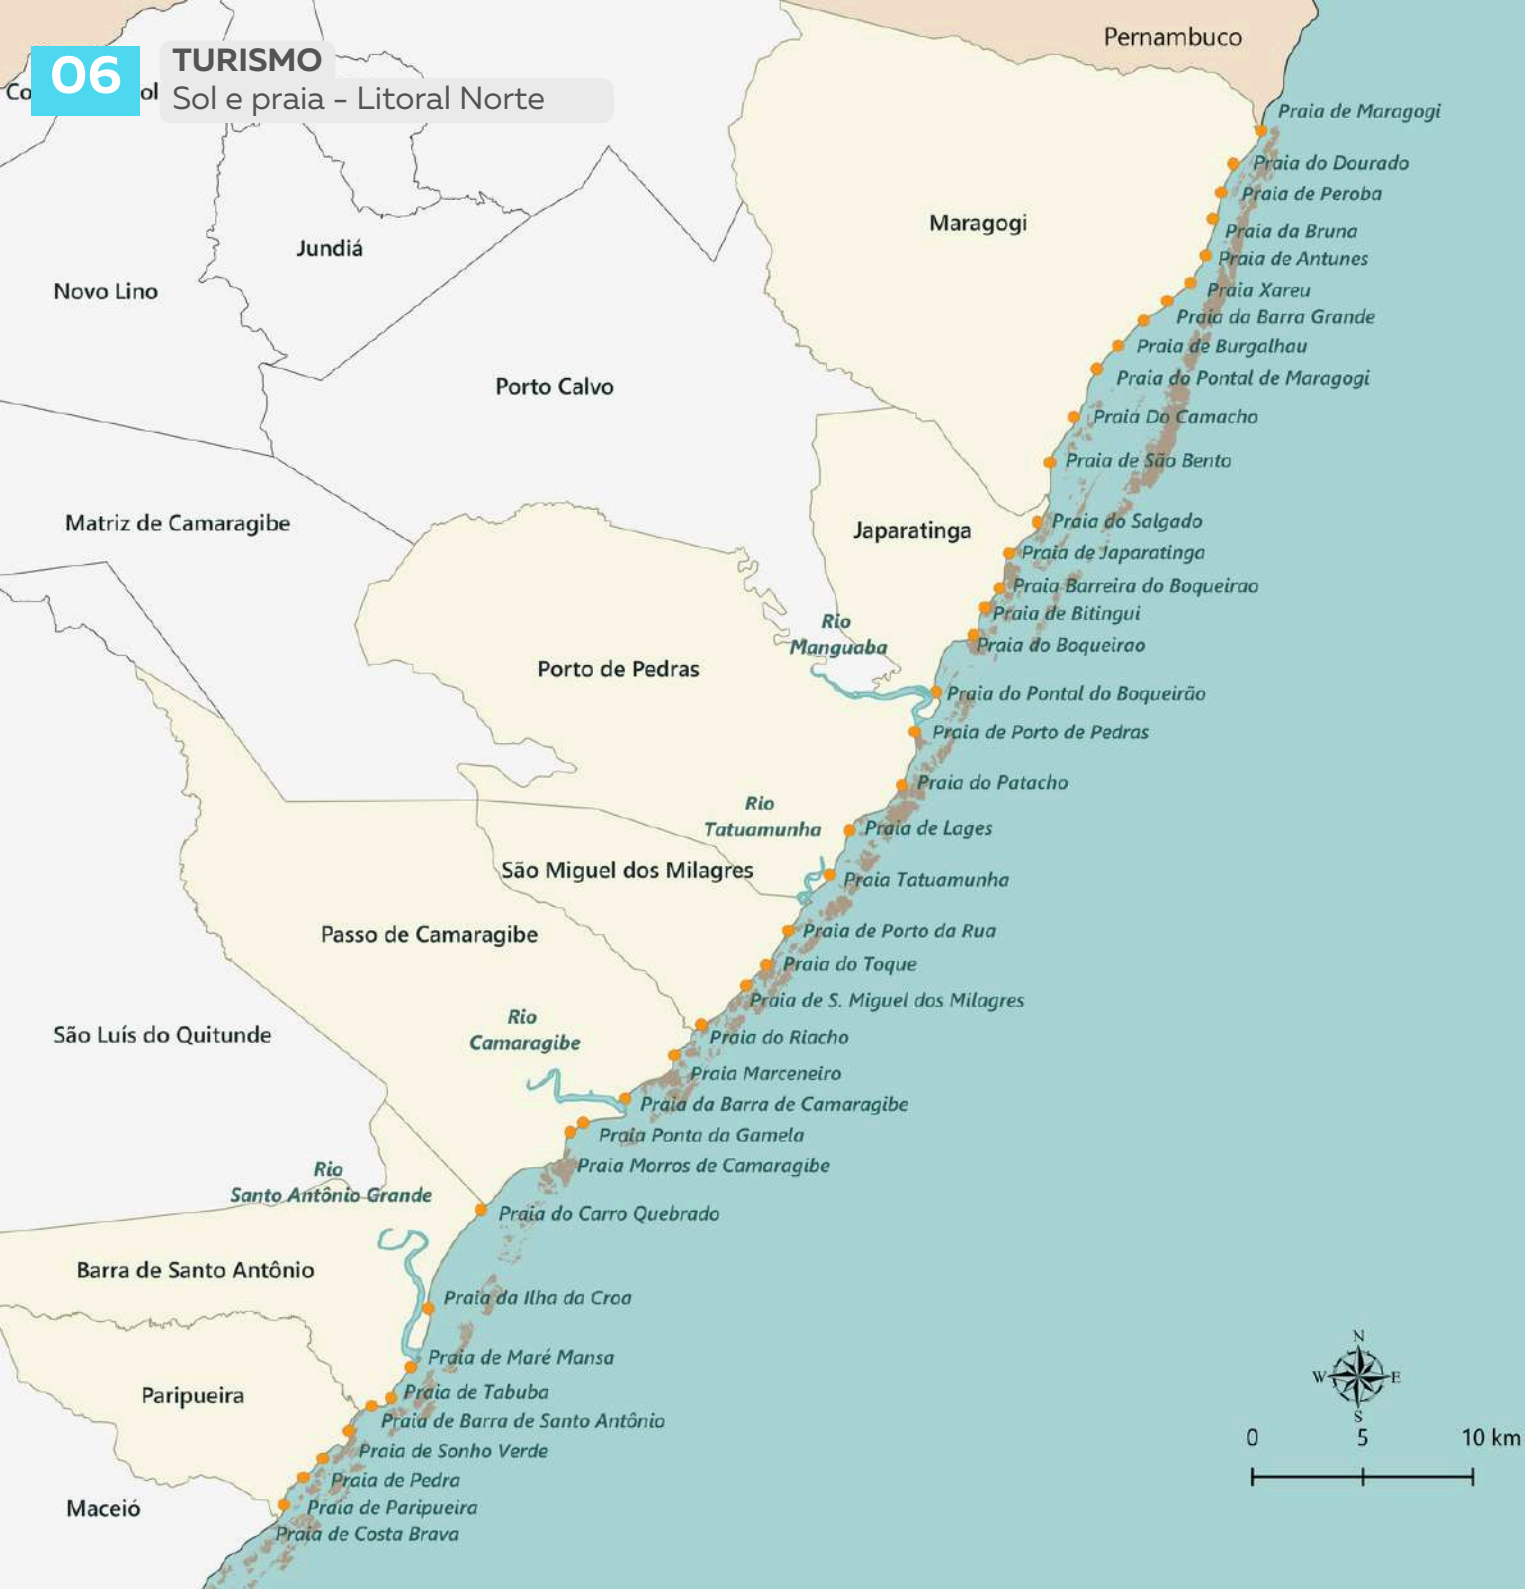 Pernambuco
06
TURISMO
Sol e praia - Litoral Norte
Co
ol
Praia de Maragogi
Praia do Dourado
Praia de Peroba
Maragogi
Praia da Bruna
Jundiá
Praia de Antunes
Novo Lino
Praia Xareu
Praia da Barra Grande
Praia de Burgalhau
Porto Calvo
Praia do Pontal de Maragogi
Praia Do Camacho
Praia de São Bento
Matriz de Camaragibe
Praia do Salgado
Japaratinga
Praia de Japaratinga
Praia Barreira do Boqueirao
Praia de Bitingui
Rio
Manguaba
Praia do Boqueirao
Porto de Pedras
Praia do Pontal do Boqueirão
Praia de Porto de Pedras
Praia do Patacho
Rio
Tatuamunha
Praia de Lages
São Miguel dos Milagres
Praia Tatuamunha
Passo de Camaragibe
Praia de Porto da Rua
Praia do Toque
Praia de S. Miguel dos Milagres
Rio
Camaragibe
São Luís do Quitunde
Praia do Riacho
Praia Marceneiro
Praia da Barra de Camaragibe
Praia Ponta da Gamela
Praia Morros de Camaragibe
Rio
Santo Antônio Grande
Praia do Carro Quebrado
Barra de Santo Antônio
Praia da Ilha da Croa
Praia de Maré Mansa
Praia de Tabuba
Paripueira
Praia de Barra de Santo Antônio
Praia de Sonho Verde
Praia de Pedra
Maceió
Praia de Paripueira
Praia de Costa Brava
N
W E
S
0 5 10 km